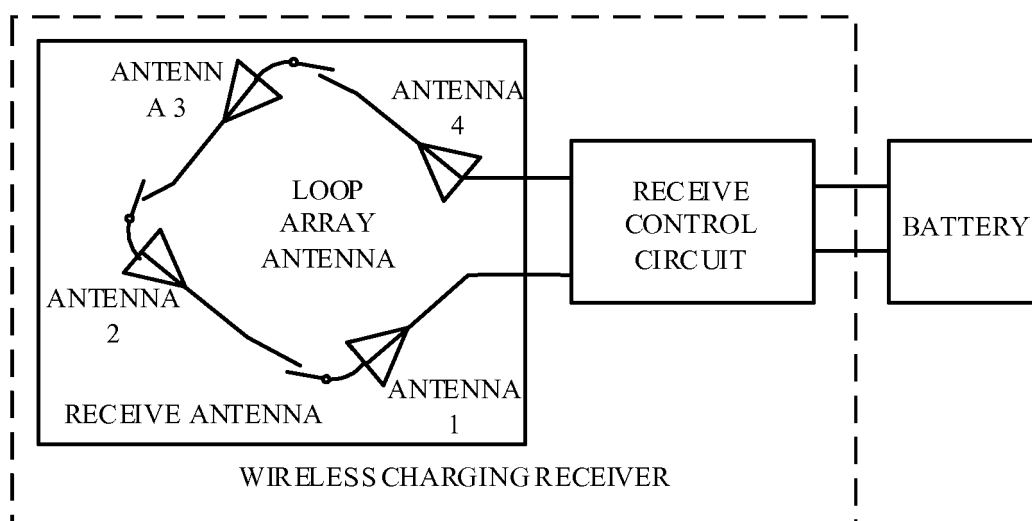 ANTENN
A 3
ANTENNA
4
LOOP
ARRAY
ANTENNA
RECEIVE
CONTROL
CIRCUIT
BATTERY
ANTENNA
2
ANTENNA
1
RECEIVE ANTENNA
WIRELESS CHARGING RECEIVER